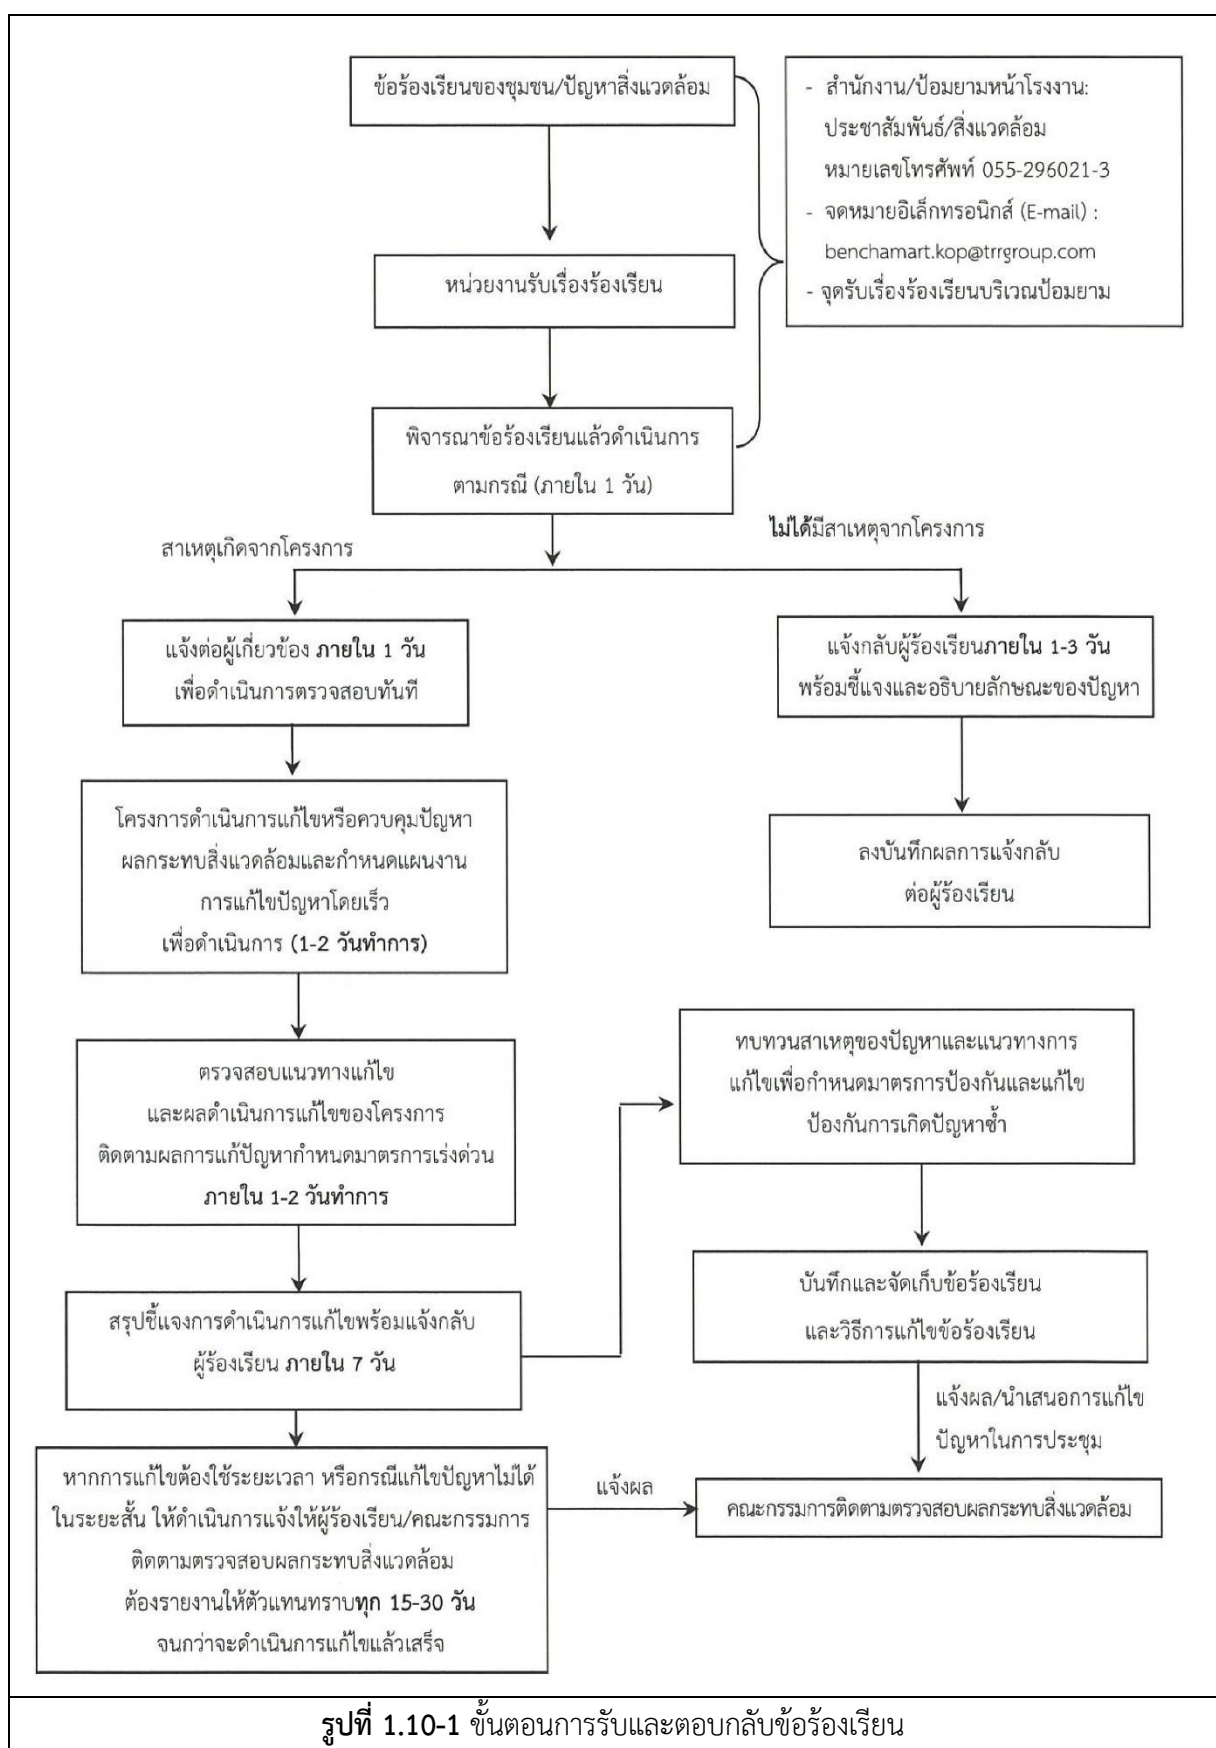 ข้อร้องเรียนของชุมชน/ปัญหาสิ่งแวดล้อม
- สำนักงาน/ป้อมยามหน้าโรงงาน:
ประชาสัมพันธ์/สิ่งแวดล้อม
หมายเลขโทรศัพท์ 055-296021-3
- จดหมายอิเล็กทรอนิกส์ (E-mail) :
benchamart.kop@trrgroup.com
- จุดรับเรื่องร้องเรียนบริเวณป้อมยาม
หน่วยงานรับเรื่องร้องเรียน
พิจารณาข้อร้องเรียนแล้วดำเนินการ
ตามกรณี (ภายใน 1 วัน)
สาเหตุเกิดจากโครงการ
ไม่ได้มีสาเหตุจากโครงการ
แจ้งต่อผู้เกี่ยวข้อง ภายใน 1 วัน
เพื่อดำเนินการตรวจสอบทันที
แจ้งกลับผู้ร้องเรียนภายใน 1-3 วัน
พร้อมชี้แจงและอธิบายลักษณะของปัญหา
โครงการดำเนินการแก้ไขหรือควบคุมปัญหา
ผลกระทบสิ่งแวดล้อมและกำหนดแผนงาน
การแก้ไขปัญหาโดยเร็ว
เพื่อดำเนินการ (1-2 วันทำการ)
ลงบันทึกผลการแจ้งกลับ
ต่อผู้ร้องเรียน
ตรวจสอบแนวทางแก้ไข
และผลดำเนินการแก้ไขของโครงการ
ติดตามผลการแก้ปัญหากำหนดมาตรการเร่งด่วน
ภายใน 1-2 วันทำการ
ทบทวนสาเหตุของปัญหาและแนวทางการ
แก้ไขเพื่อกำหนดมาตรการป้องกันและแก้ไข
ป้องกันการเกิดปัญหาซ้ำ
สรุปชี้แจงการดำเนินการแก้ไขพร้อมแจ้งกลับ
ผู้ร้องเรียน ภายใน 7 วัน
บันทึกและจัดเก็บข้อร้องเรียน
และวิธีการแก้ไขข้อร้องเรียน
แจ้งผล/นำเสนอการแก้ไข
ปัญหาในการประชุม
หากการแก้ไขต้องใช้ระยะเวลา หรือกรณีแก้ไขปัญหาไม่ได้
ในระยะสั้น ให้ดำเนินการแจ้งให้ผู้ร้องเรียน/คณะกรรมการ
ติดตามตรวจสอบผลกระทบสิ่งแวดล้อม
ต้องรายงานให้ตัวแทนทราบทุก 15-30 วัน
จนกว่าจะดำเนินการแก้ไขแล้วเสร็จ
แจ้งผล
คณะกรรมการติดตามตรวจสอบผลกระทบสิ่งแวดล้อม
รูปที่ 1.10-1 ขั้นตอนการรับและตอบกลับข้อร้องเรียน